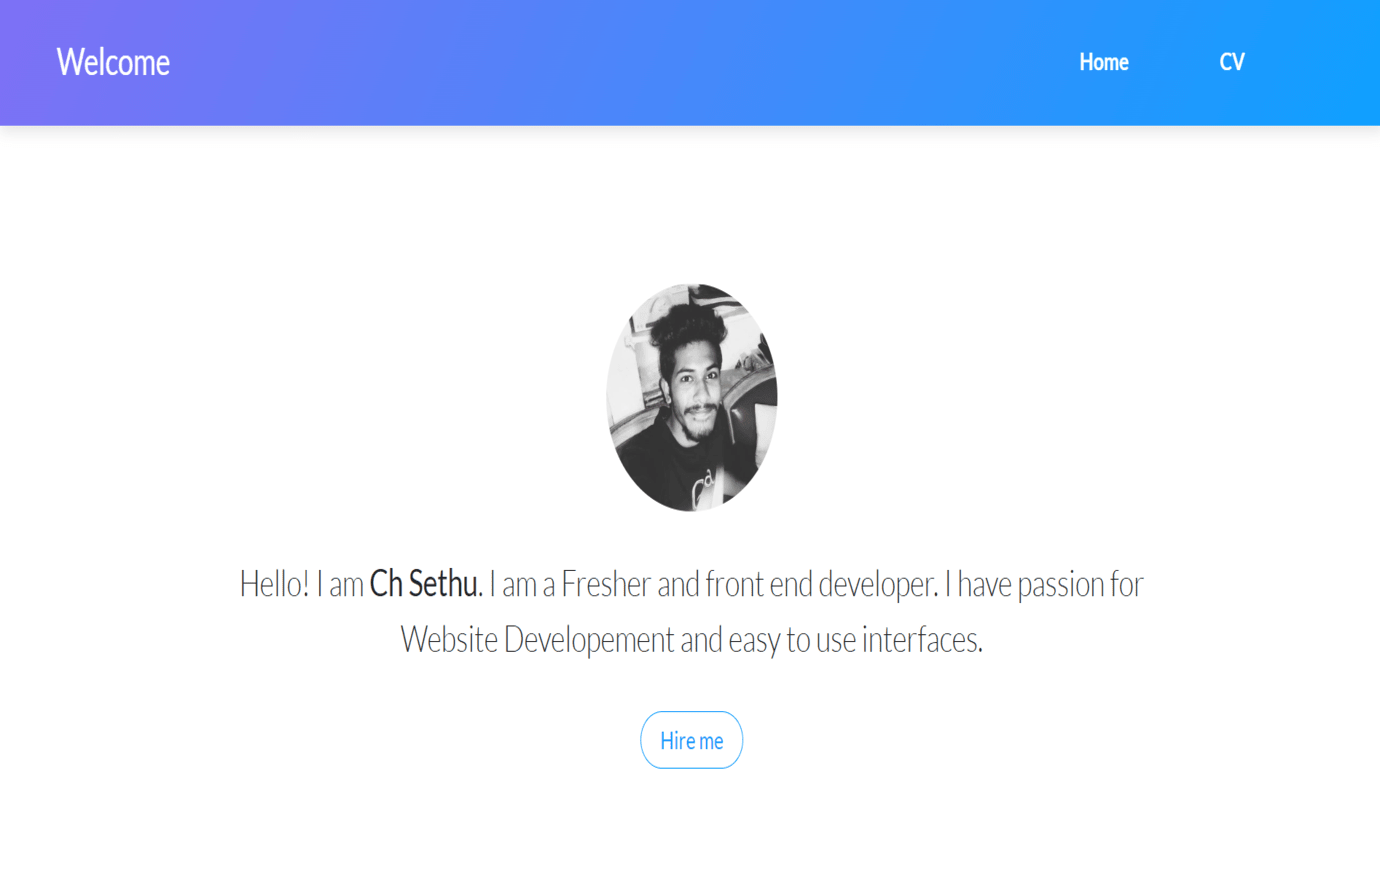 Welcome
Home
CV
Hello! I am Ch Sethu. I am a Fresher and front end developer. I have passion for
Website Developement and easy to use interfaces.
Hire me